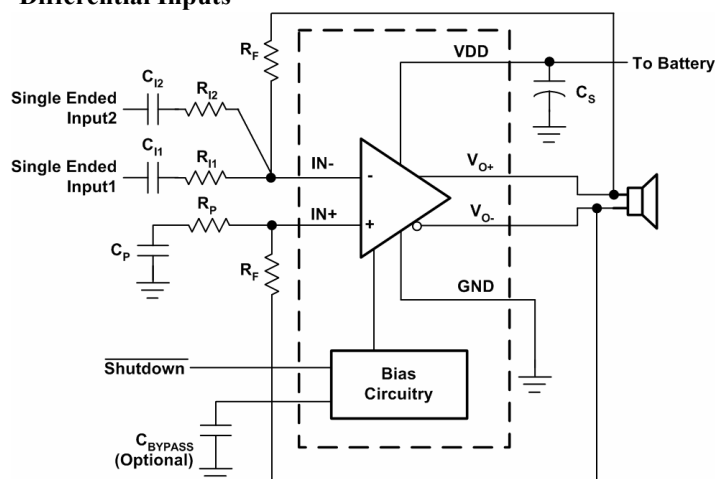 Differential Inputs
RF
VDD
To Battery
CI2
RI2
CS
Single Ended
Input2
CI1
RI1
Single Ended
Input1
IN-
VO+
-
RP
IN+
+
VO-
CP
RF
GND
Shutdown
Bias
Circuitry
CBYPASS
(Optional)